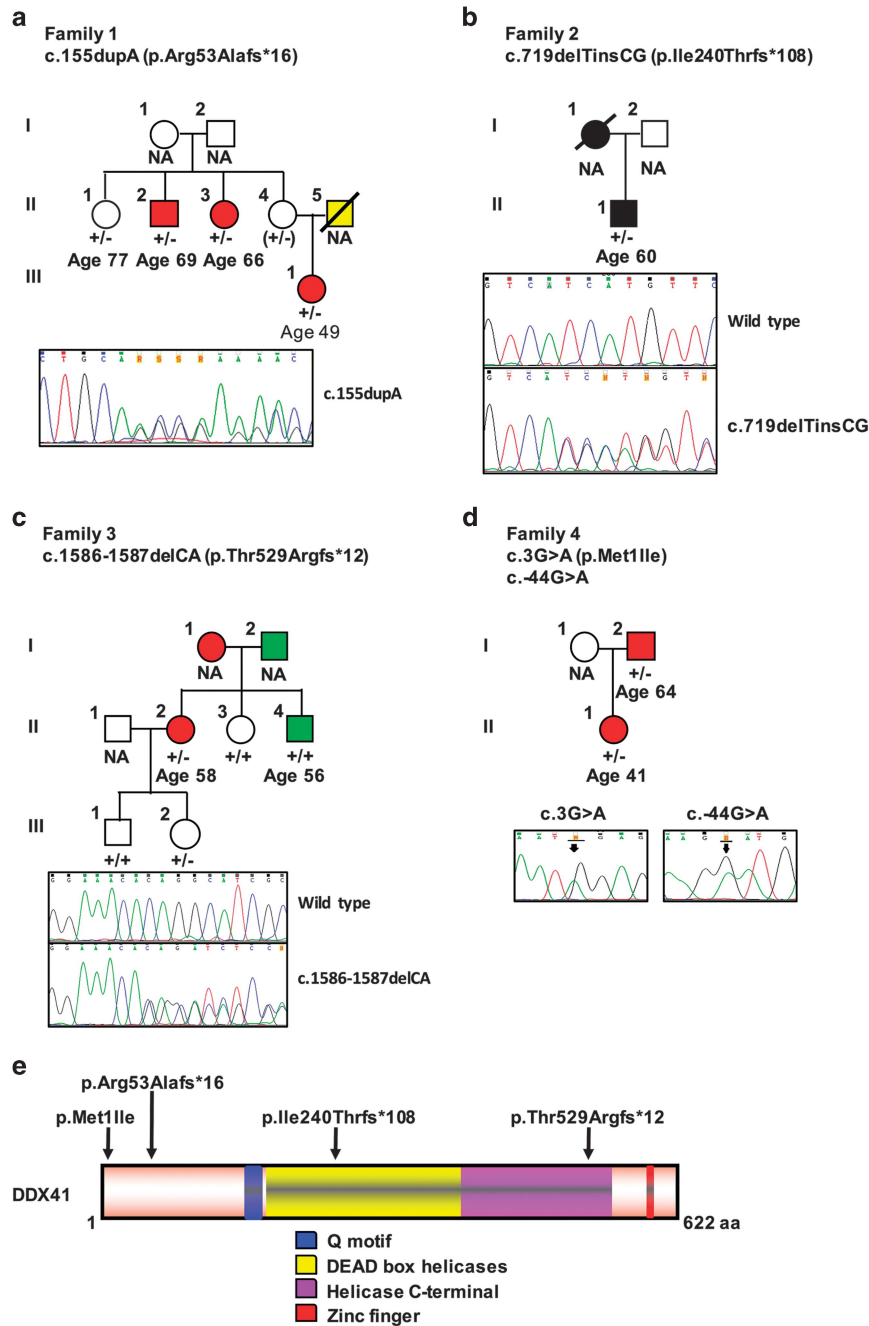 a
Family 1
c.155dupA (p.Arg53Alafs*16)
I
1 2
NA NA
II
1 2 3 4 5
+/- +/- +/- (+/-) NA
Age 77 Age 69 Age 66
III
1
+/-
Age 49
C T G C A R S S R A A A A C
c.155dupA
b
Family 2
c.719delTinsCG (p.Ile240Thrfs*108)
I
1 2
NA NA
II
1
+/-
Age 60
G T C A T C A T G T T C
Wild type
G T C A T C
c.719delTinsCG
c
Family 3
c.1586-1587delCA (p.Thr529Argfs*12)
I
1 2
NA NA
II
1 2 3 4
NA +/- +/+ +/+
Age 58 Age 56
III
1 2
+/+ +/-
G G A A A C A C A G G C A T C G C
Wild type
G G A A A C A C A G A T C T C C
c.1586-1587delCA
d
Family 4
c.3G>A (p.Met1Ile)
c.-44G>A
I
1 2
NA +/-
Age 64
II
1
+/-
Age 41
c.3G>A c.-44G>A
A A T G A G
A A G A T G
e
p.Arg53Alafs*16
p.Met1Ile p.Ile240Thrfs*108 p.Thr529Argfs*12
DDX41
1 622 aa
Q motif
DEAD box helicases
Helicase C-terminal
Zinc finger